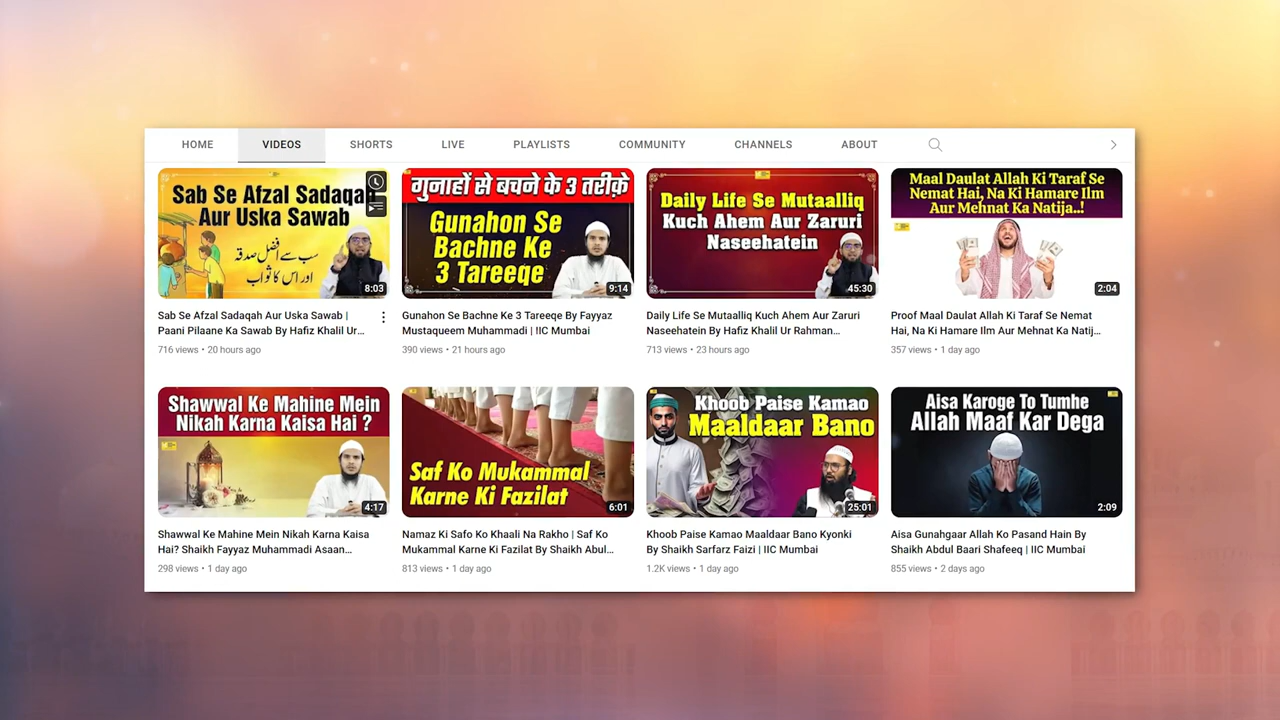 HOME VIDEOS SHORTS LIVE PLAYLISTS COMMUNITY CHANNELS ABOUT
Sab Se Afzal Sadaqah
Aur Uska Sawab
سب سے افضل صدقہ
اور اس کا ثواب
8:03
गुनाहों से बचने के 3 तरीक़े
Gunahon Se
Bachne Ke
3 Tareeqe
9:14
Daily Life Se Mutaalliq
Kuch Ahem Aur Zaruri
Naseehatein
45:30
Maal Daulat Allah Ki Taraf Se
Nemat Hai, Na Ki Hamare Ilm
Aur Mehnat Ka Natija..!
2:04
Sab Se Afzal Sadaqah Aur Uska Sawab |
Paani Pilaane Ka Sawab By Hafiz Khalil Ur...
716 views • 20 hours ago
Gunahon Se Bachne Ke 3 Tareeqe By Fayyaz
Mustaqueem Muhammadi | !IC Mumbai
390 views • 21 hours ago
Daily Life Se Mutaalliq Kuch Ahem Aur Zaruri
Naseehatein By Hafiz Khalil Ur Rahman...
713 views • 23 hours ago
Proof Maal Daulat Allah Ki Taraf Se Nemat
Hai, Na Ki Hamare Ilm Aur Mehnat Ka Natij...
357 views • 1 day ago
Shawwal Ke Mahine Mein
Nikah Karna Kaisa Hai ?
4:17
Saf Ko Mukammal
Karne Ki Fazilat
6:01
Khoob Paise Kamao
Maaldaar Bano
25:01
Aisa Karoge To Tumhe
Allah Maaf Kar Dega
2:09
Shawwal Ke Mahine Mein Nikah Karna Kaisa
Hai? Shaikh Fayyaz Muhammadi Asaan...
298 views • 1 day ago
Namaz Ki Safo Ko Khaali Na Rakho | Saf Ko
Mukammal Karne Ki Fazilat By Shaikh Abul...
813 views • 1 day ago
Khoob Paise Kamao Maaldaar Bano Kyonki
By Shaikh Sarfarz Faizi | IIC Mumbai
1.2K views • 1 day ago
Aisa Gunahgaar Allah Ko Pasand Hain By
Shaikh Abdul Baari Shafeeq | IIC Mumbai
855 views • 2 days ago